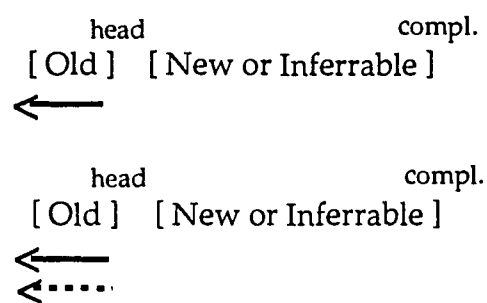 head compl.
[ Old ] [ New or Inferrable ]
head compl.
[ Old ] [ New or Inferrable ]